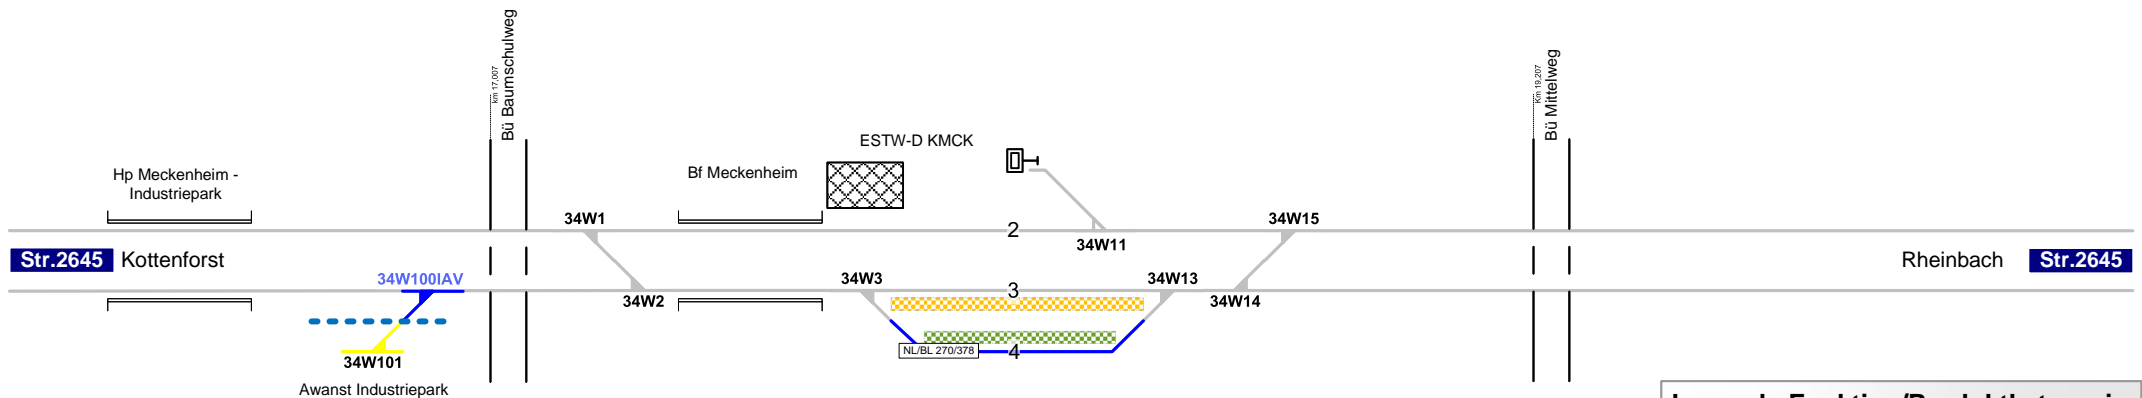 km 17,007
Bü Baumschulweg
Km 19,207
Bü Mittelweg
ESTW-D KMCK
Hp Meckenheim -
Industriepark
Bf Meckenheim
34W1
34W15
2
34W11
Str.2645 Kottenforst
Rheinbach Str.2645
34W100IAV
34W3
34W13
3
34W2
34W14
NL/BL 270/378
4
34W101
Awanst Industriepark